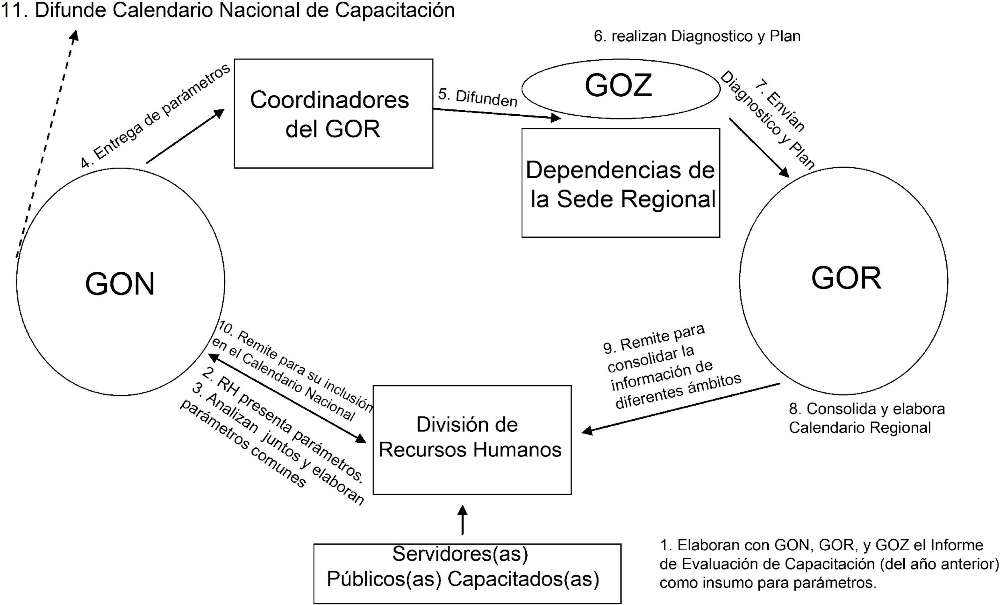 11. Difunde Calendario Nacional de Capacitación
6. realizan Diagnostico y Plan
4. Entrega de parámetros
Coordinadores
del GOR
5. Difunden
GOZ
7. Envían
Diagnostico y Plan
Dependencias de
la Sede Regional
GON
GOR
10. Remite para su inclusión
en el Calendario Nacional
2. RH presenta parámetros.
3. Analizan juntos y elaboran
parámetros comunes
9. Remite para
consolidar la
información de
diferentes ámbitos
8. Consolida y elabora
Calendario Regional
División de
Recursos Humanos
Servidores(as)
Públicos(as) Capacitados(as)
1. Elaboran con GON, GOR, y GOZ el Informe
de Evaluación de Capacitación (del año anterior)
como insumo para parámetros.